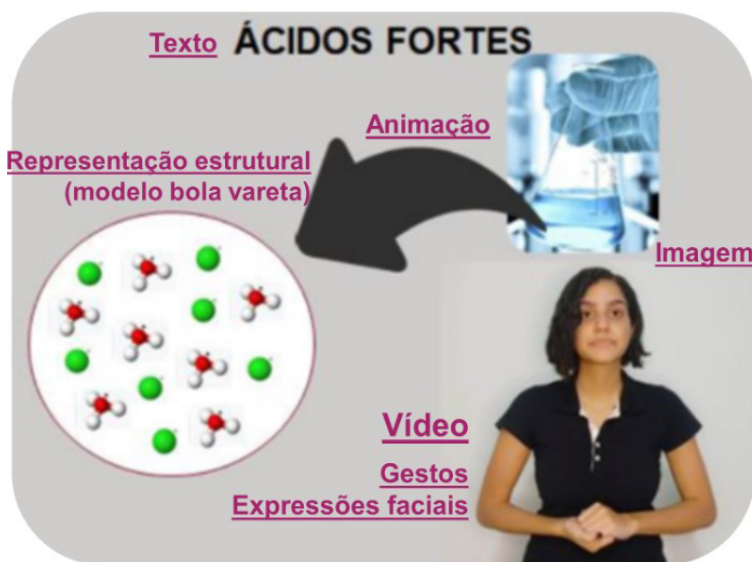 Texto ÁCIDOS FORTES
Animação
Representação estrutural
(modelo bola vareta)
Imagem
Vídeo
Gestos
Expressões faciais